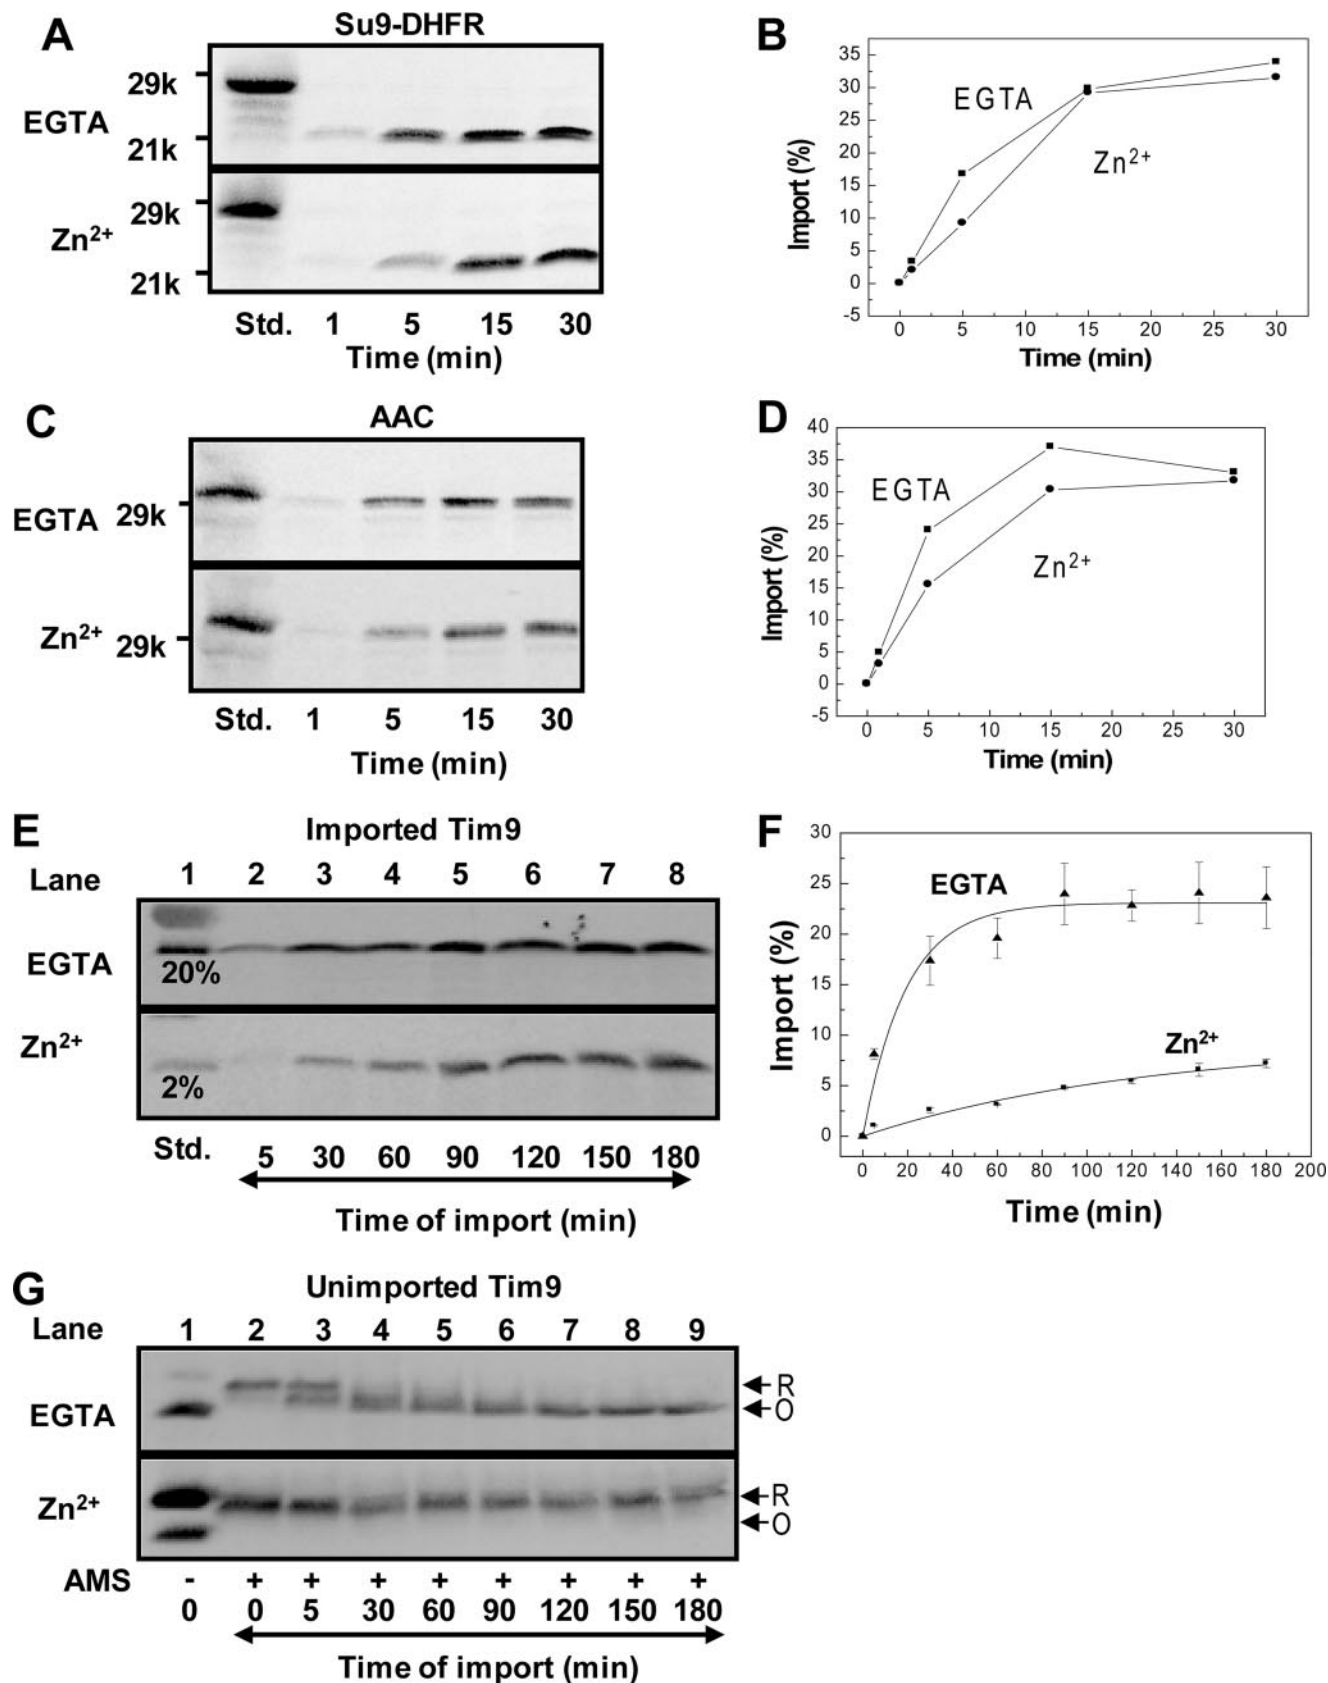 A
Su9-DHFR
EGTA
29k
21k
Zn2+
29k
21k
Std. 1 5 15 30
Time (min)
B
35
30
25
20
15
10
5
0
-5
Import (%)
EGTA
Zn2+
0 5 10 15 20 25 30
Time (min)
C
AAC
EGTA
29k
Zn2+
29k
Std. 1 5 15 30
Time (min)
D
40
35
30
25
20
15
10
5
0
-5
Import (%)
EGTA
Zn2+
0 5 10 15 20 25 30
Time (min)
E
Imported Tim9
Lane 1 2 3 4 5 6 7 8
EGTA
20%
Zn2+
2%
Std. 5 30 60 90 120 150 180
Time of import (min)
F
30
25
20
15
10
5
0
Import (%)
EGTA
Zn2+
0 20 40 60 80 100 120 140 160 180 200
Time (min)
G
Unimported Tim9
Lane 1 2 3 4 5 6 7 8 9
EGTA
R
O
Zn2+
R
O
AMS - + + + + + + + +
0 0 5 30 60 90 120 150 180
Time of import (min)